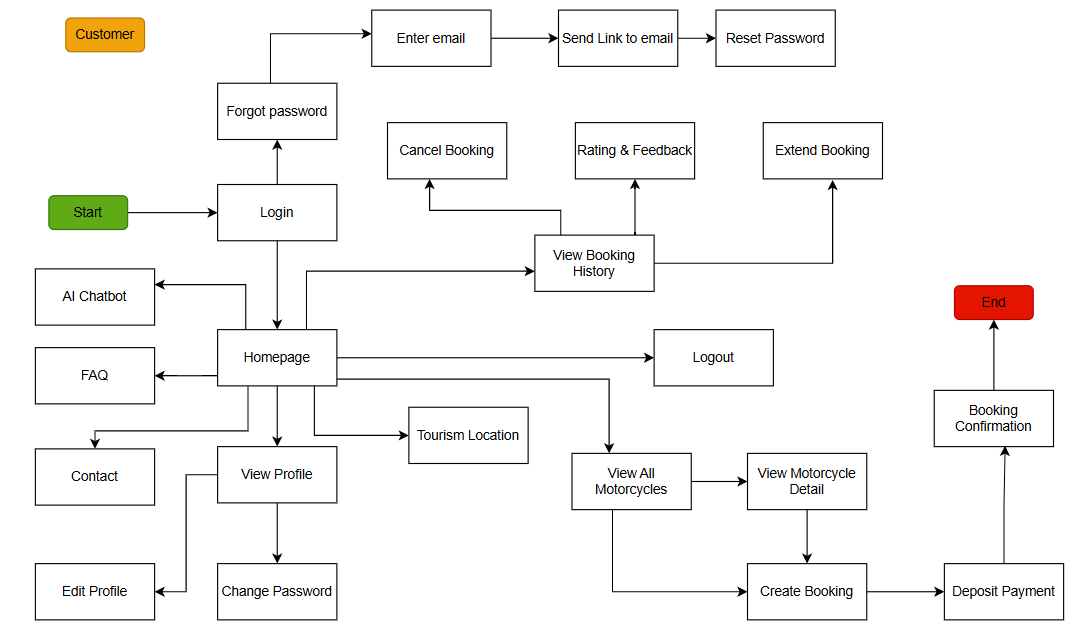 Customer
Enter email
Send Link to email
Reset Password
Forgot password
Cancel Booking
Rating & Feedback
Extend Booking
Start
Login
View Booking
History
AI Chatbot
End
Homepage
Logout
FAQ
Booking
Confirmation
Tourism Location
Contact
View Profile
View All
Motorcycles
View Motorcycle
Detail
Edit Profile
Change Password
Create Booking
Deposit Payment